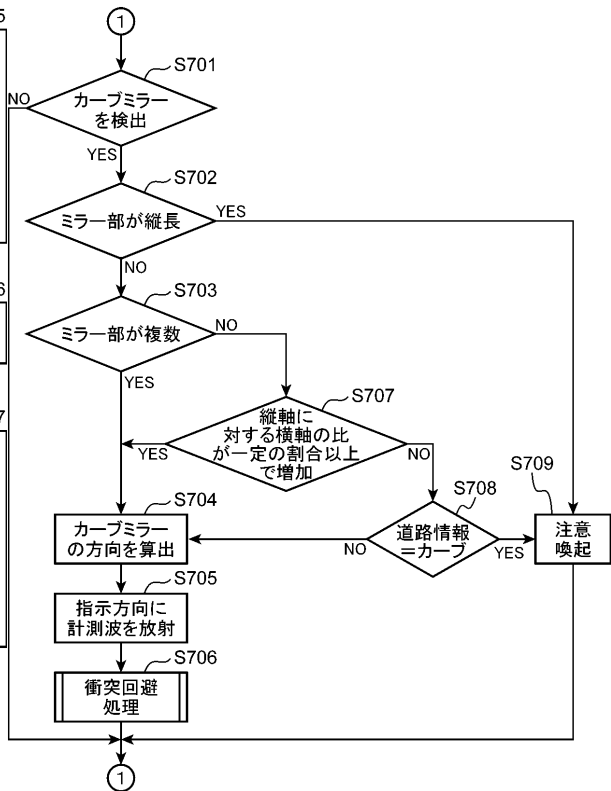 1
5
S701
NO
カーブミラー
を検出
YES
S702
ミラー部が縦長
YES
NO
6
S703
ミラー部が複数
NO
YES
7
S707
縦軸に
対する横軸の比
が一定の割合以上
で増加
YES
NO
S709
S708
S704
カーブミラー
の方向を算出
道路情報
=カーブ
NO
YES
注意
喚起
S705
指示方向に
計測波を放射
S706
衝突回避
処理
1